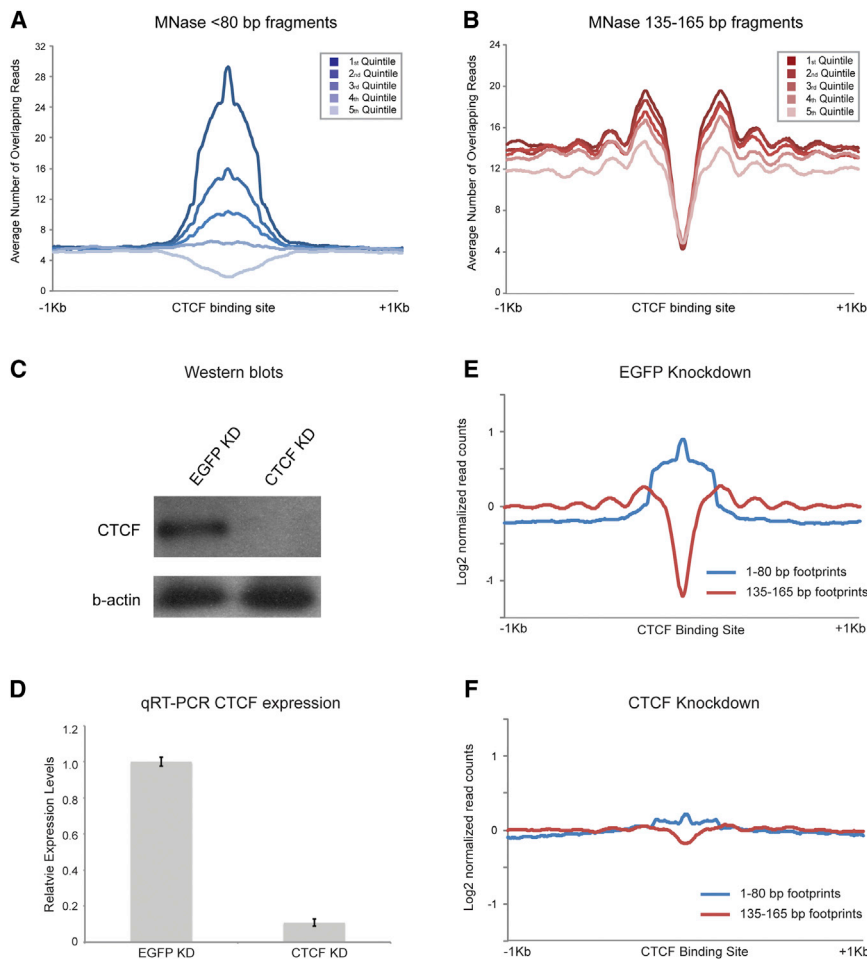 A
MNase <80 bp fragments
Average Number of Overlapping Reads
32
28
24
20
16
12
8
4
0
1st Quintile
2nd Quintile
3rd Quintile
4th Quintile
5th Quintile
-1Kb
CTCF binding site
+1Kb
B
MNase 135-165 bp fragments
Average Number of Overlapping Reads
24
20
16
12
8
4
0
1st Quintile
2nd Quintile
3rd Quintile
4th Quintile
5th Quintile
-1Kb
CTCF binding site
+1Kb
C
Western blots
EGFP KD
CTCF KD
CTCF
b-actin
D
qRT-PCR CTCF expression
Relatvie Expression Levels
1.2
1.0
0.8
0.6
0.4
0.2
0
EGFP KD
CTCF KD
E
EGFP Knockdown
Log2 normalized read counts
1
0
-1
1-80 bp footprints
135-165 bp footprints
-1Kb
CTCF Binding Site
+1Kb
F
CTCF Knockdown
Log2 normalized read counts
1
0
-1
1-80 bp footprints
135-165 bp footprints
-1Kb
CTCF Binding Site
+1Kb